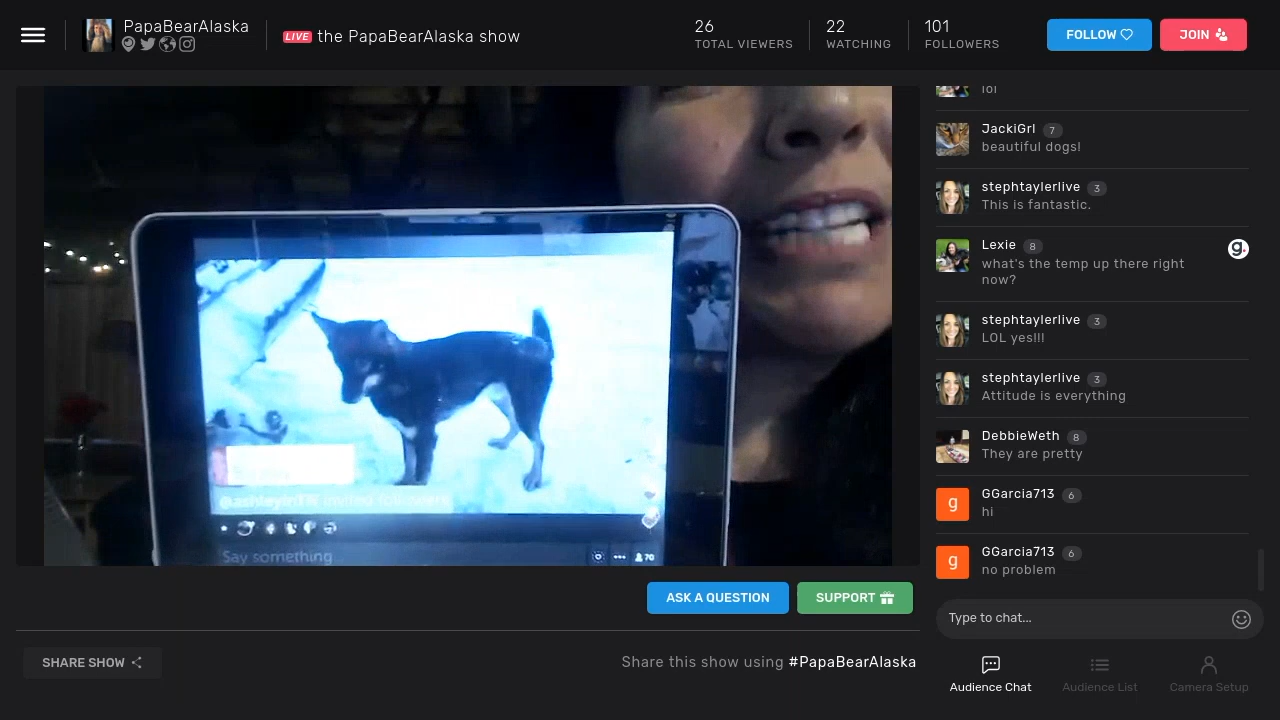 PapaBearAlaska
LIVE the PapaBearAlaska show
26
TOTAL VIEWERS
22
WATCHING
101
FOLLOWERS
FOLLOW
JOIN
lol
JackiGrl 7
beautiful dogs!
stephtaylerlive 3
This is fantastic.
Lexie 8
g.
what's the temp up there right
now?
stephtaylerlive 3
LOL yes!!!
stephtaylerlive 3
Attitude is everything
DebbieWeth 8
They are pretty
g
GGarcia713 6
hi
g
GGarcia713 6
no problem
invited followers
Say something...
70
ASK A QUESTION
SUPPORT
Type to chat...
SHARE SHOW
Share this show using #PapaBearAlaska
Audience Chat
Audience List
Camera Setup